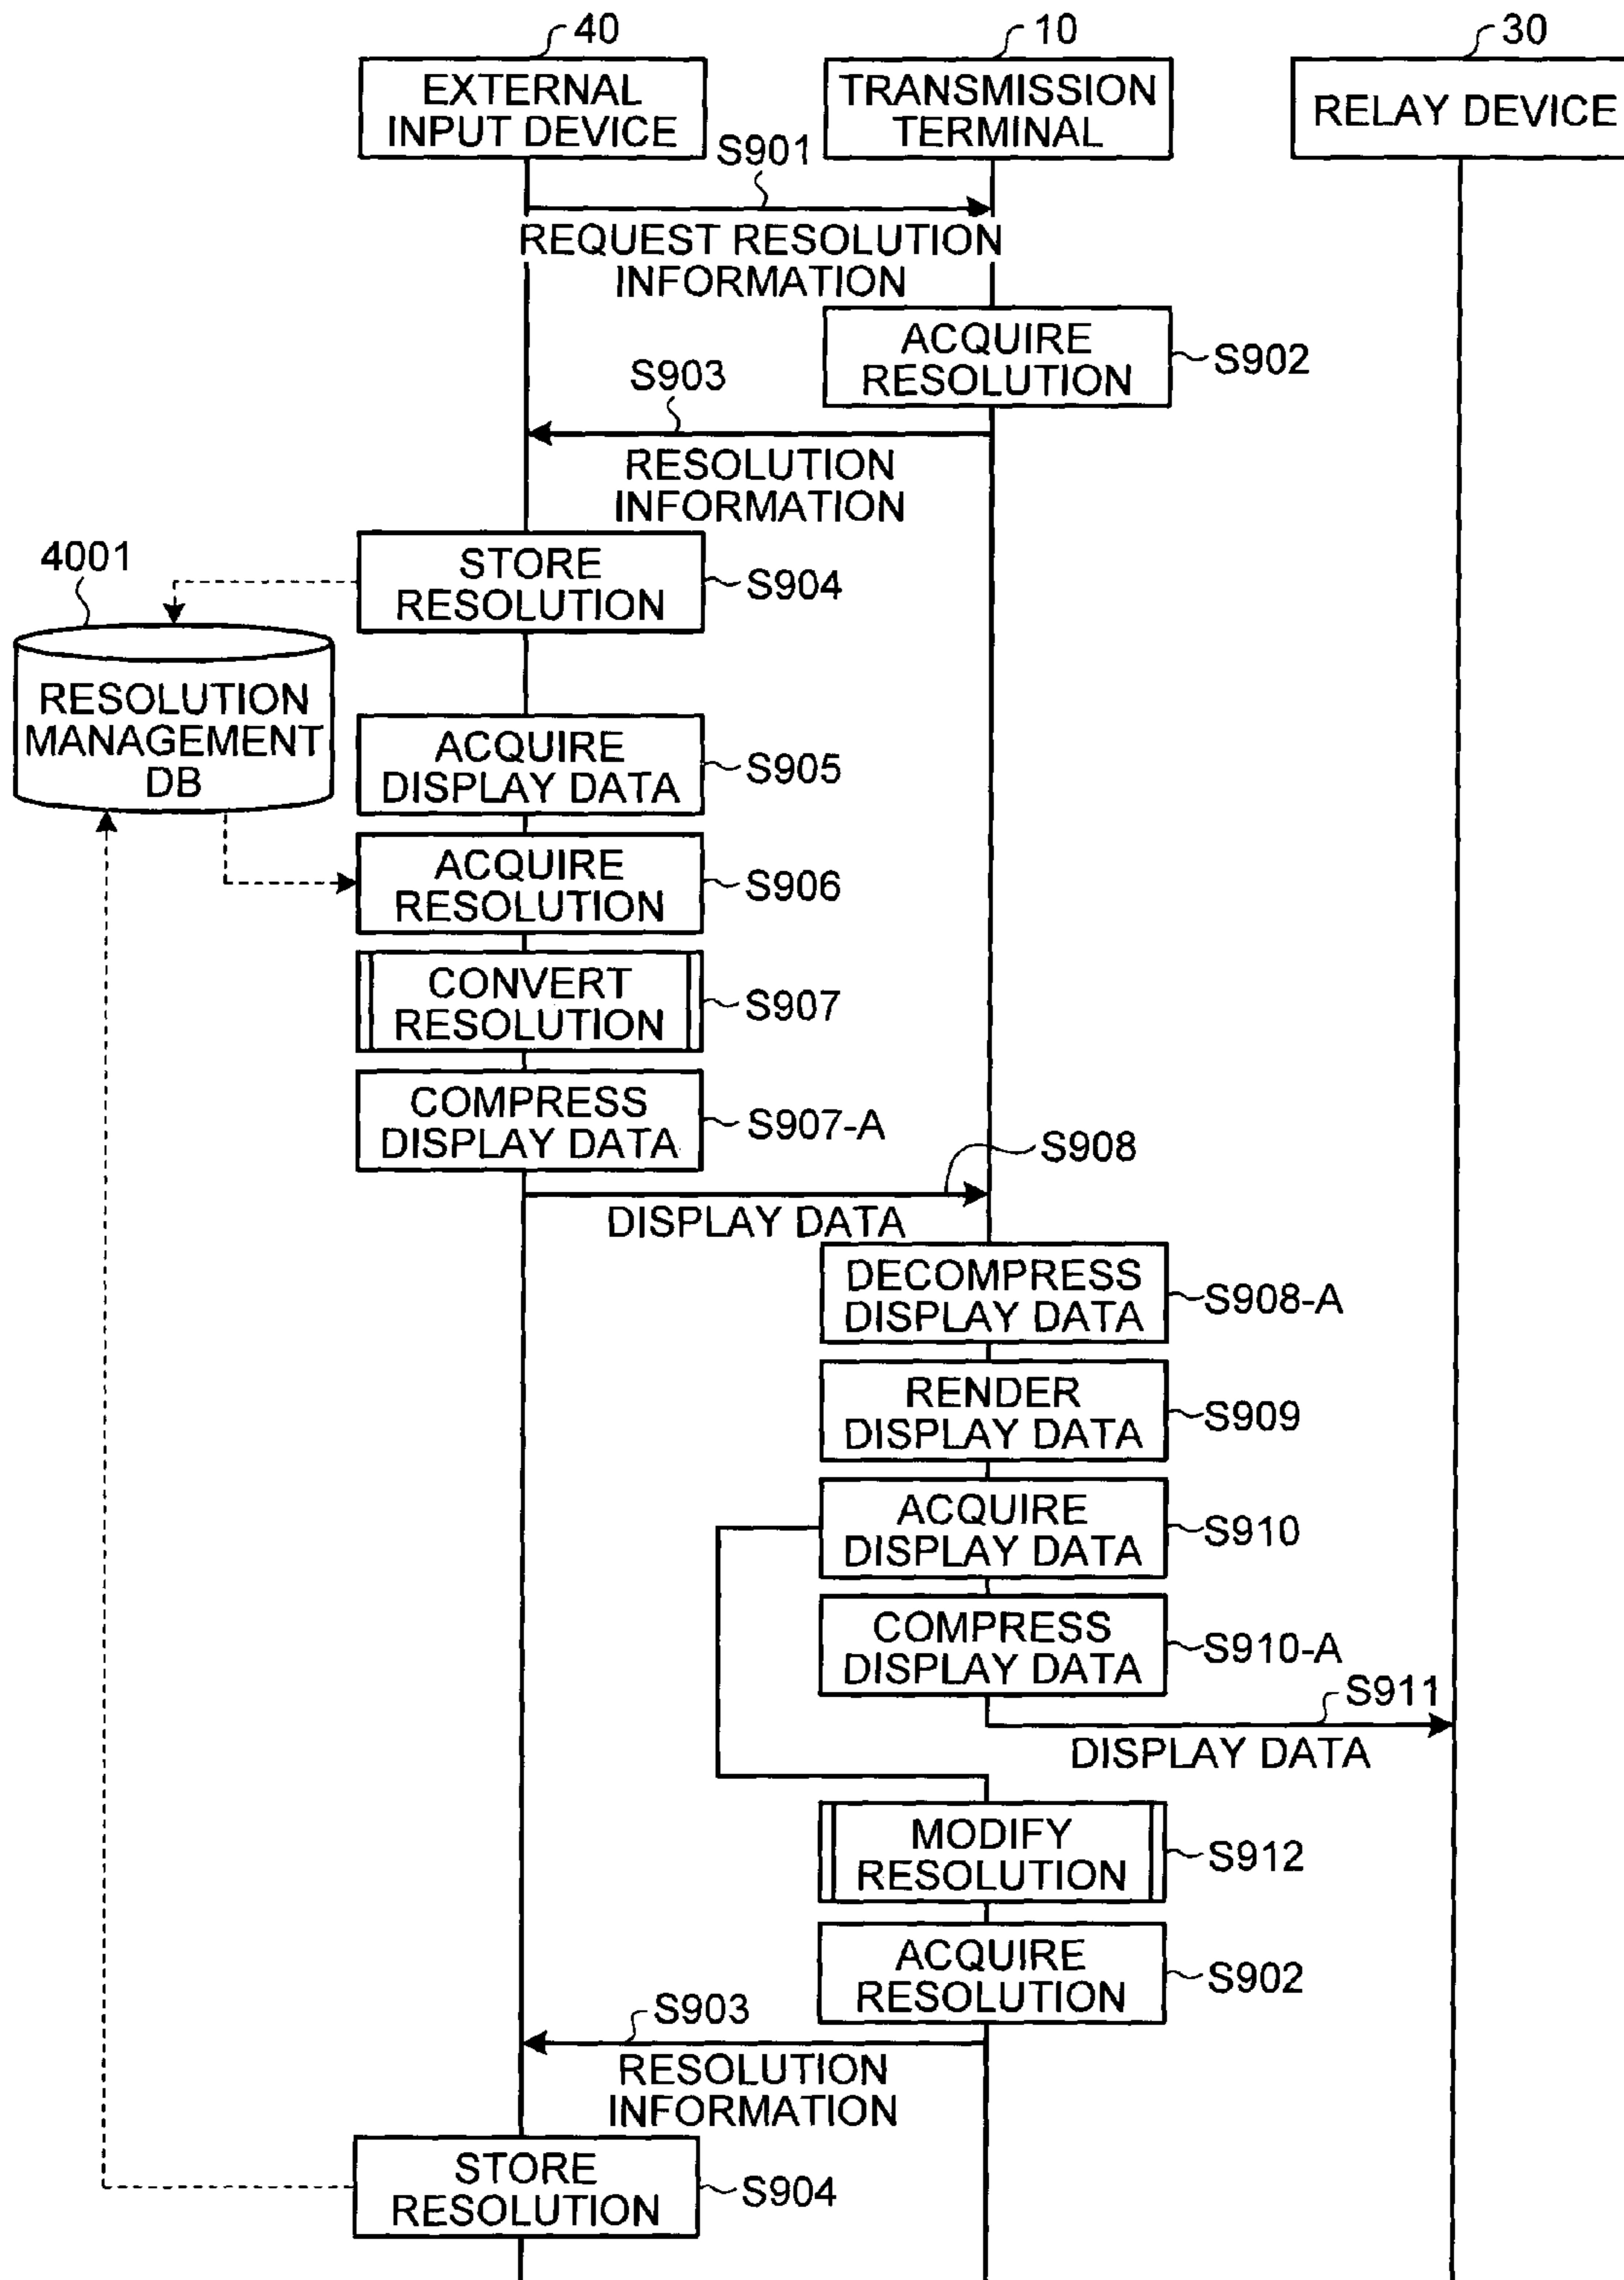 40
10
30
EXTERNAL
INPUT DEVICE
TRANSMISSION
TERMINAL
RELAY DEVICE
S901
REQUEST RESOLUTION
INFORMATION
ACQUIRE
RESOLUTION
S902
S903
RESOLUTION
INFORMATION
4001
STORE
RESOLUTION
S904
RESOLUTION
MANAGEMENT
DB
ACQUIRE
DISPLAY DATA
S905
ACQUIRE
RESOLUTION
S906
CONVERT
RESOLUTION
S907
COMPRESS
DISPLAY DATA
S907-A
S908
DISPLAY DATA
DECOMPRESS
DISPLAY DATA
S908-A
RENDER
DISPLAY DATA
S909
ACQUIRE
DISPLAY DATA
S910
COMPRESS
DISPLAY DATA
S910-A
S911
DISPLAY DATA
MODIFY
RESOLUTION
S912
ACQUIRE
RESOLUTION
S902
S903
RESOLUTION
INFORMATION
STORE
RESOLUTION
S904